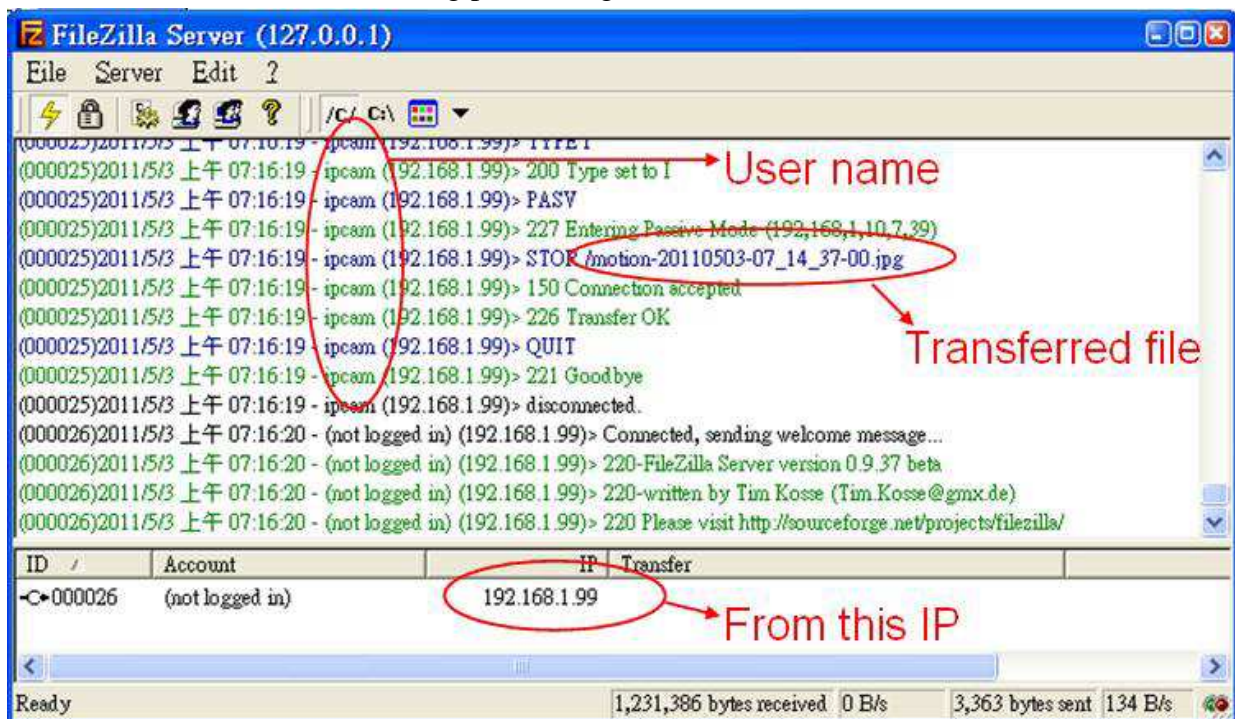 FileZilla Server (127.0.0.1)
File Server Edit ?
/C/ C:\
(000025)2011/5/3 上午 07:16:19 - ipcam (192.168.1.99)> TYPE I
(000025)2011/5/3 上午 07:16:19 - ipcam (192.168.1.99)> 200 Type set to I
User name
(000025)2011/5/3 上午 07:16:19 - ipcam (192.168.1.99)> PASV
(000025)2011/5/3 上午 07:16:19 - ipcam (192.168.1.99)> 227 Entering Passive Mode (192,168,1,10,7,39)
(000025)2011/5/3 上午 07:16:19 - ipcam (192.168.1.99)> STOR /motion-20110503-07_14_37-00.jpg
(000025)2011/5/3 上午 07:16:19 - ipcam (192.168.1.99)> 150 Connection accepted
(000025)2011/5/3 上午 07:16:19 - ipcam (192.168.1.99)> 226 Transfer OK
Transferred file
(000025)2011/5/3 上午 07:16:19 - ipcam (192.168.1.99)> QUIT
(000025)2011/5/3 上午 07:16:19 - ipcam (192.168.1.99)> 221 Goodbye
(000025)2011/5/3 上午 07:16:19 - ipcam (192.168.1.99)> disconnected.
(000026)2011/5/3 上午 07:16:20 - (not logged in) (192.168.1.99)> Connected, sending welcome message...
(000026)2011/5/3 上午 07:16:20 - (not logged in) (192.168.1.99)> 220-FileZilla Server version 0.9.37 beta
(000026)2011/5/3 上午 07:16:20 - (not logged in) (192.168.1.99)> 220-written by Tim Kosse (Tim.Kosse@gmx.de)
(000026)2011/5/3 上午 07:16:20 - (not logged in) (192.168.1.99)> 220 Please visit http://sourceforge.net/projects/filezilla/
ID / Account IP Transfer
000026 (not logged in) 192.168.1.99
From this IP
Ready 1,231,386 bytes received 0 B/s 3,363 bytes sent 134 B/s